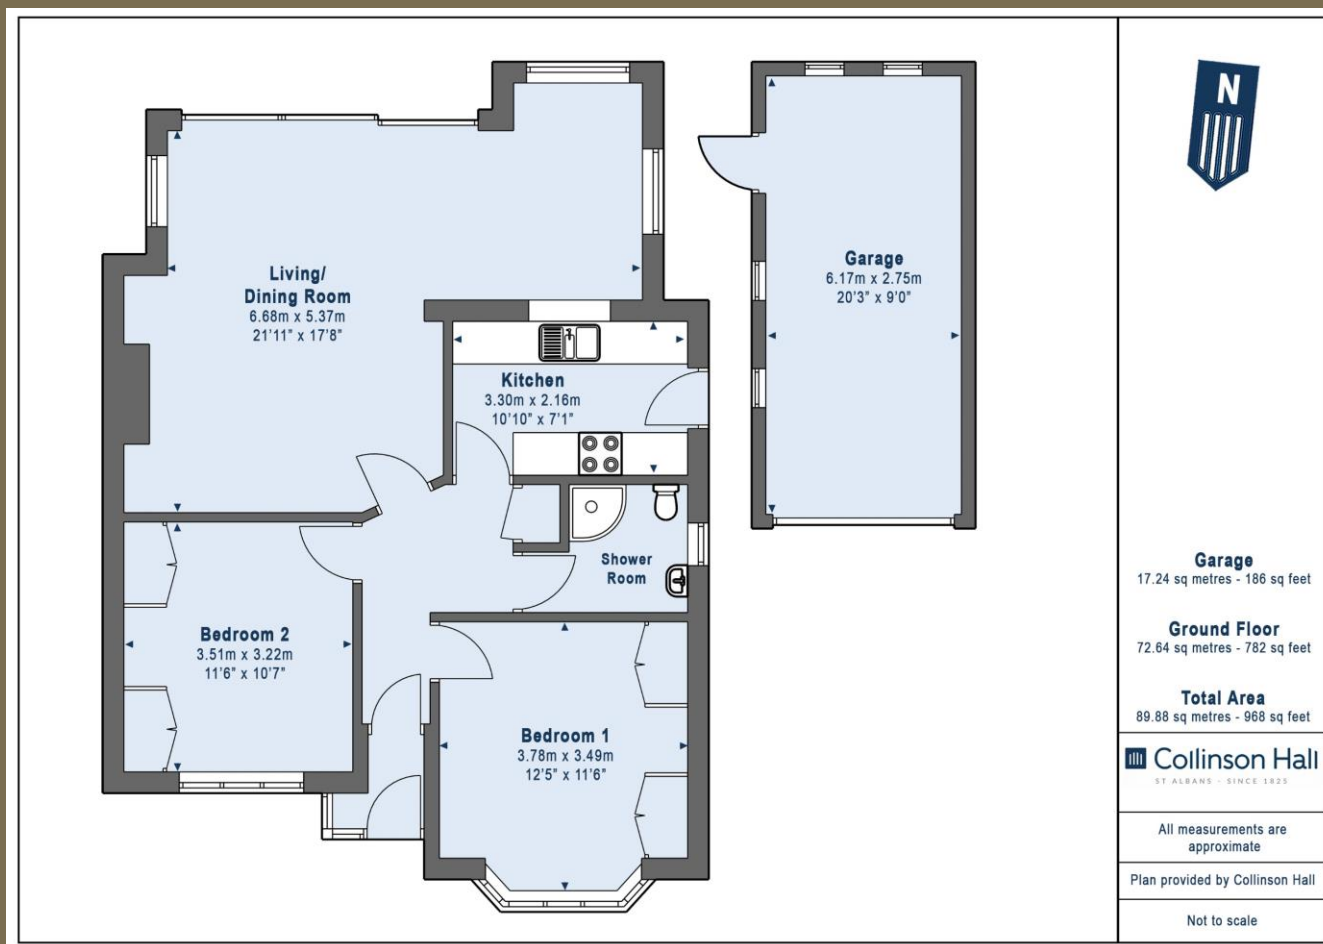 Living/
Dining Room
6.68m x 5.37m
21'11" x 17'8"
Kitchen
3.30m x 2.16m
10'10" x 7'1"
Shower
Room
Bedroom 2
3.51m x 3.22m
11'6" x 10'7"
Bedroom 1
3.78m x 3.49m
12'5" x 11'6"
Garage
6.17m x 2.75m
20'3" x 9'0"
N
Garage
17.24 sq metres - 186 sq feet
Ground Floor
72.64 sq metres - 782 sq feet
Total Area
89.88 sq metres - 968 sq feet
Collinson Hall
ST ALBANS - SINCE 1825
All measurements are
approximate
Plan provided by Collinson Hall
Not to scale